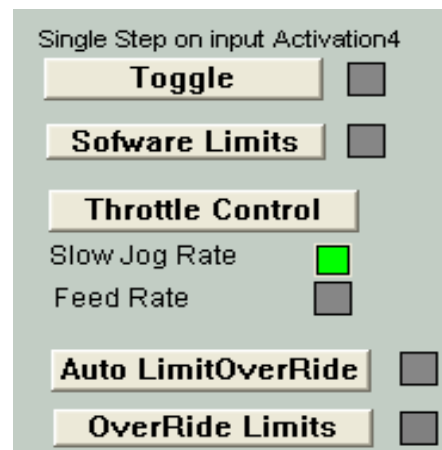 Single Step on input Activation4
Toggle
Sofware Limits
Throttle Control
Slow Jog Rate
Feed Rate
Auto LimitOverRide
OverRide Limits